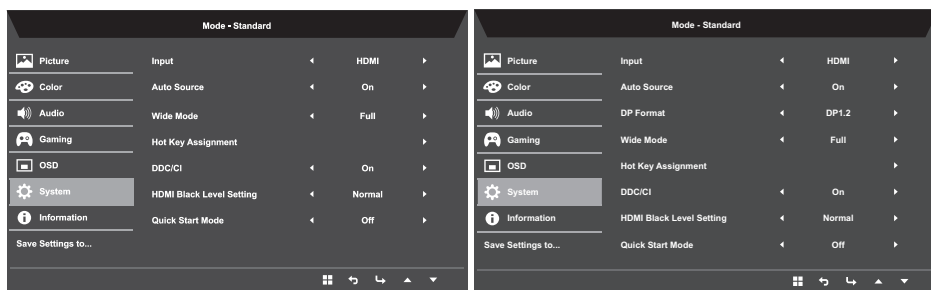 Mode - Standard
Picture Input HDMI
Color Auto Source On
Audio Wide Mode Full
Gaming Hot Key Assignment
OSD DDC/CI On
System HDMI Black Level Setting Normal
Information Quick Start Mode Off
Save Settings to...
Mode - Standard
Picture Input HDMI
Color Auto Source On
Audio DP Format DP1.2
Gaming Wide Mode Full
OSD Hot Key Assignment
System DDC/CI On
Information HDMI Black Level Setting Normal
Save Settings to... Quick Start Mode Off